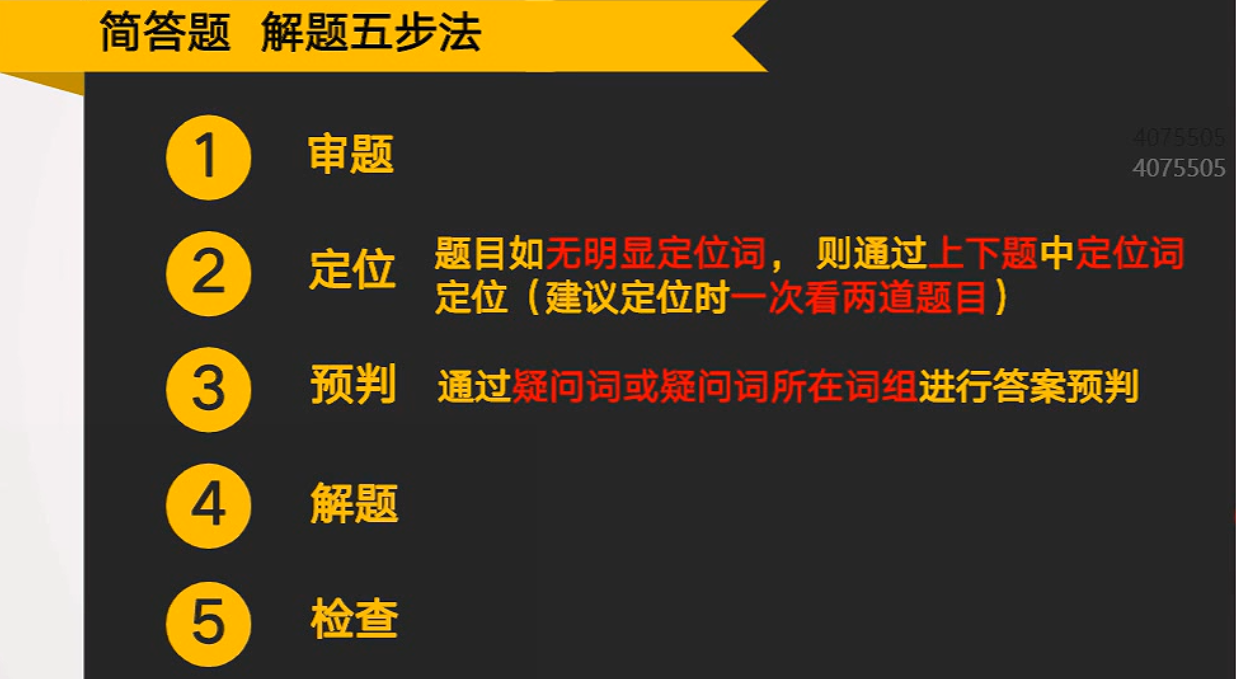 简答题 解题五步法
1 审题
4075505
4075505
2 定位 题目如无明显定位词， 则通过上下题中定位词
定位（建议定位时一次看两道题目）
3 预判 通过疑问词或疑问词所在词组进行答案预判
4 解题
5 检查